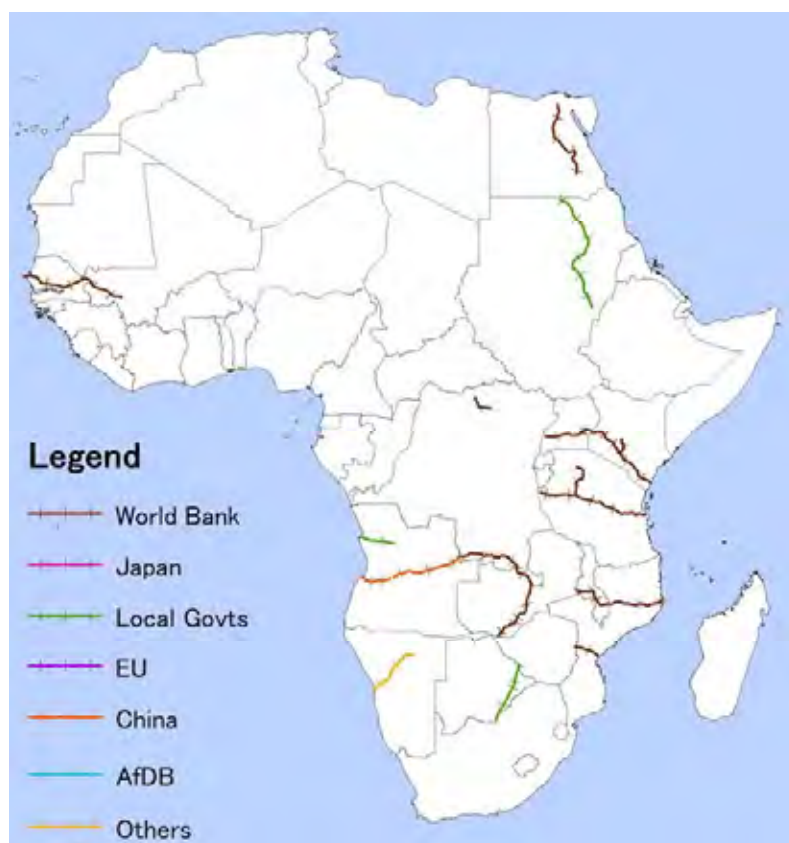 Legend
World Bank
Japan
Local Govts
EU
China
AfDB
Others